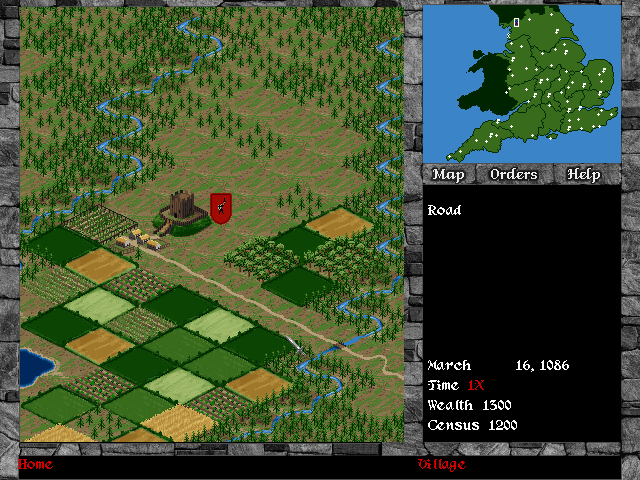 Map Orders Help
Road
March 16, 1086
Time 1X
Wealth 1300
Census 1200
Home Village